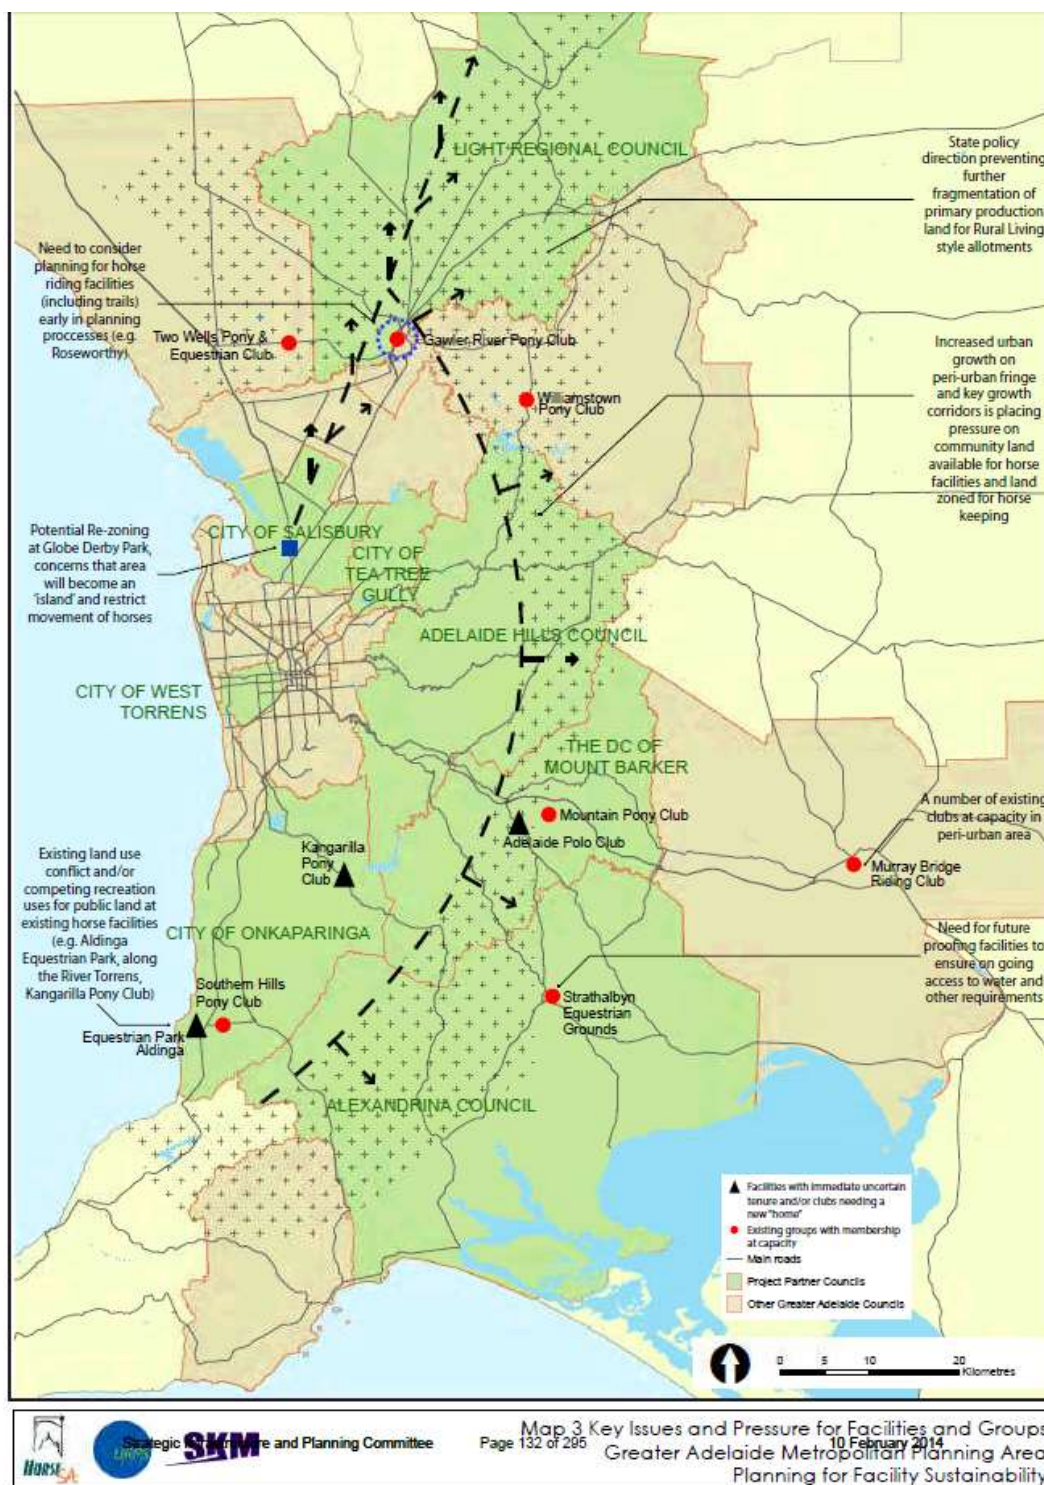 LIGHT REGIONAL COUNCIL
State policy
direction preventing
further
fragmentation of
primary production
land for Rural Living
style allotments
Need to consider
planning for horse
riding facilities
(including trails)
early in planning
proccesses (e.g.
Roseworthy)
Two Wells Pony &
Equestrian Club
Gawler River Pony Club
Williamstown
Pony Club
Increased urban
growth on
peri-urban fringe
and key growth
corridors is placing
pressure on
community land
available for horse
facilities and land
zoned for horse
keeping
Potential Re-zoning
at Globe Derby Park,
concerns that area
will become an
'island' and restrict
movement of horses
CITY OF SALISBURY
CITY OF
TEA TREE
GULLY
ADELAIDE HILLS COUNCIL
CITY OF WEST
TORRENS
THE DC OF
MOUNT BARKER
Mountain Pony Club
Adelaide Polo Club
Kangarilla
Pony
Club
A number of existing
clubs at capacity in
peri-urban area
Murray Bridge
Riding Club
Existing land use
conflict and/or
competing recreation
uses for public land at
existing horse facilities
(e.g. Aldinga
Equestrian Park, along
the River Torrens,
Kangarilla Pony Club)
CITY OF ONKAPARINGA
Southern Hills
Pony Club
Equestrian Park
Aldinga
Need for future
proofing facilities to
ensure on going
access to water and
other requirements
Strathalbyn
Equestrian
Grounds
ALEXANDRINA COUNCIL
Facilities with immediate uncertain
tenure and/or clubs needing a
new "home"
Existing groups with membership
at capacity
Main roads
Project Partner Councils
Other Greater Adelaide Councils
0 5 10 20
Kilometres
HORSE SA
SKM
Strategic Infrastructure and Planning Committee
Page 132 of 295
10 February 2014
Map 3 Key Issues and Pressure for Facilities and Groups
Greater Adelaide Metropolitan Planning Area
Planning for Facility Sustainability